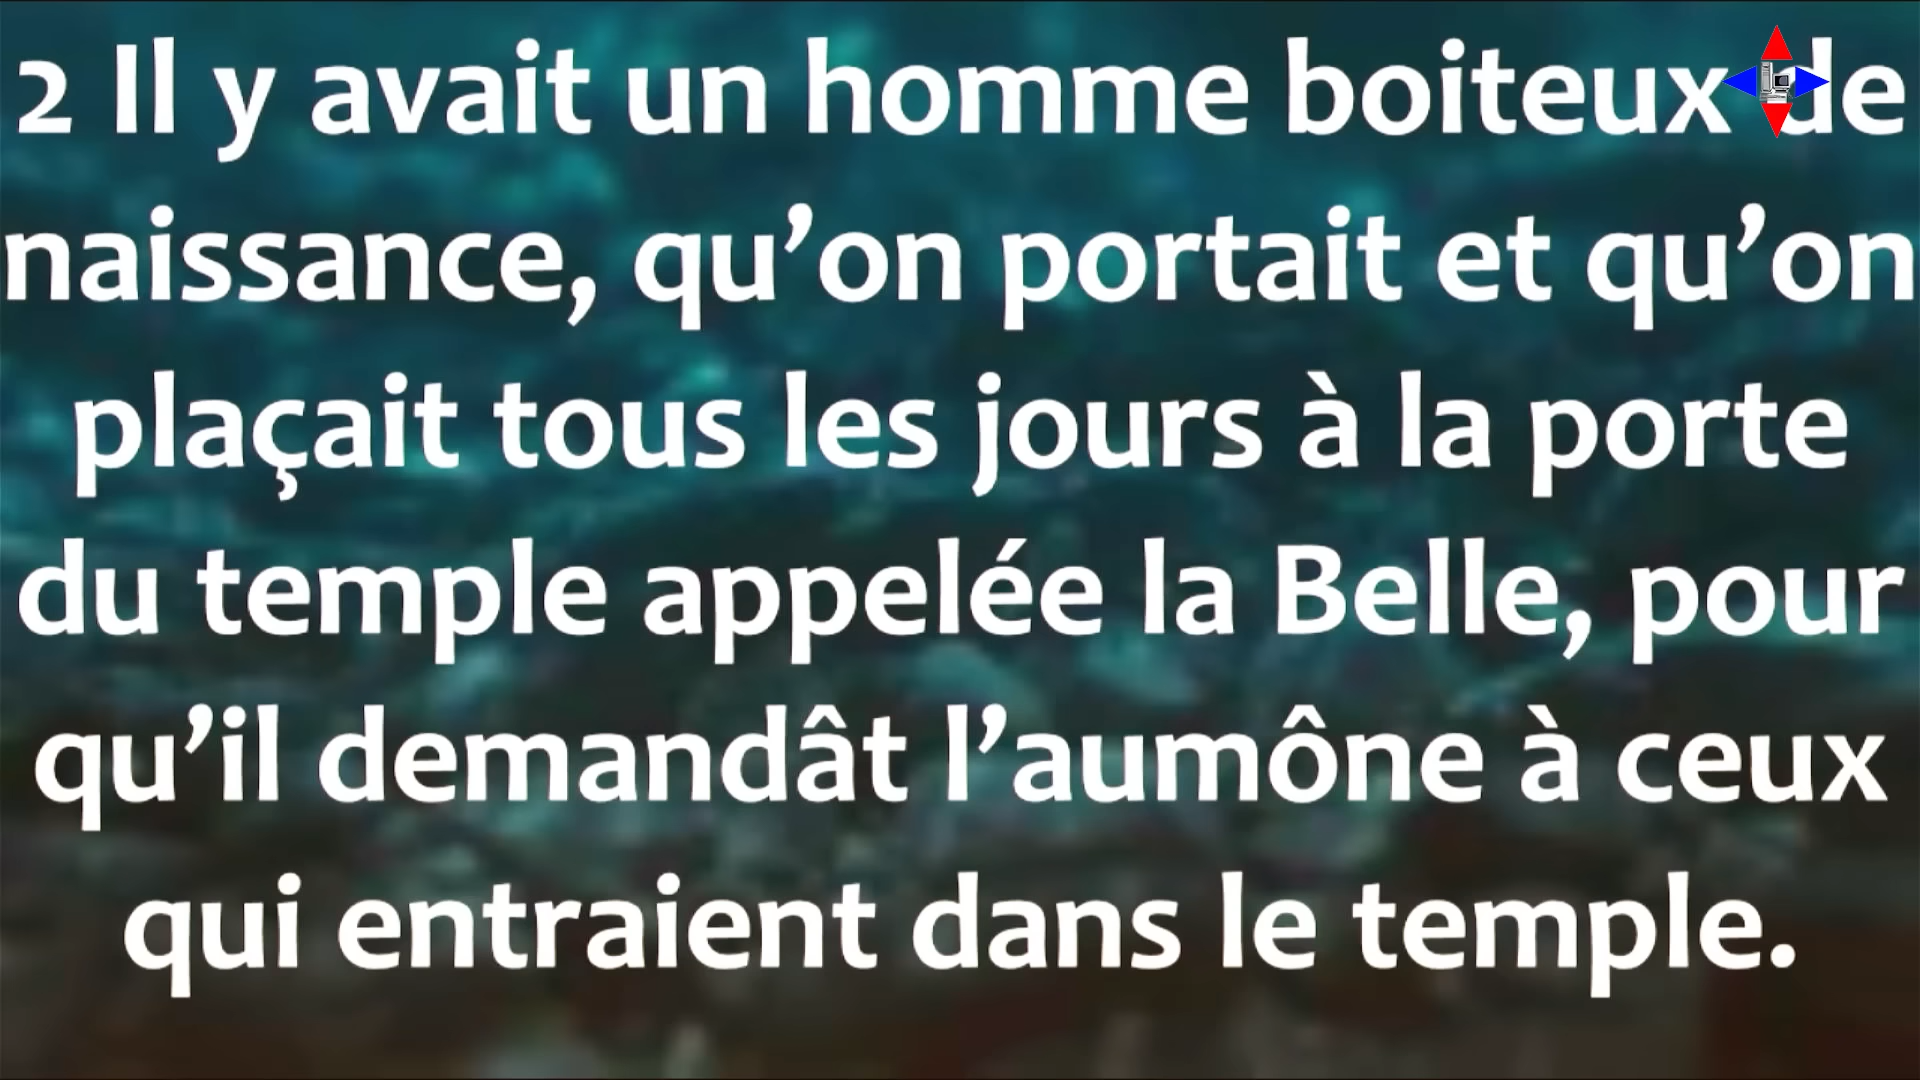 2 Il y avait un homme boiteux de
naissance, qu’on portait et qu’on
plaçait tous les jours à la porte
du temple appelée la Belle, pour
qu’il demandât l’aumône à ceux
qui entraient dans le temple.